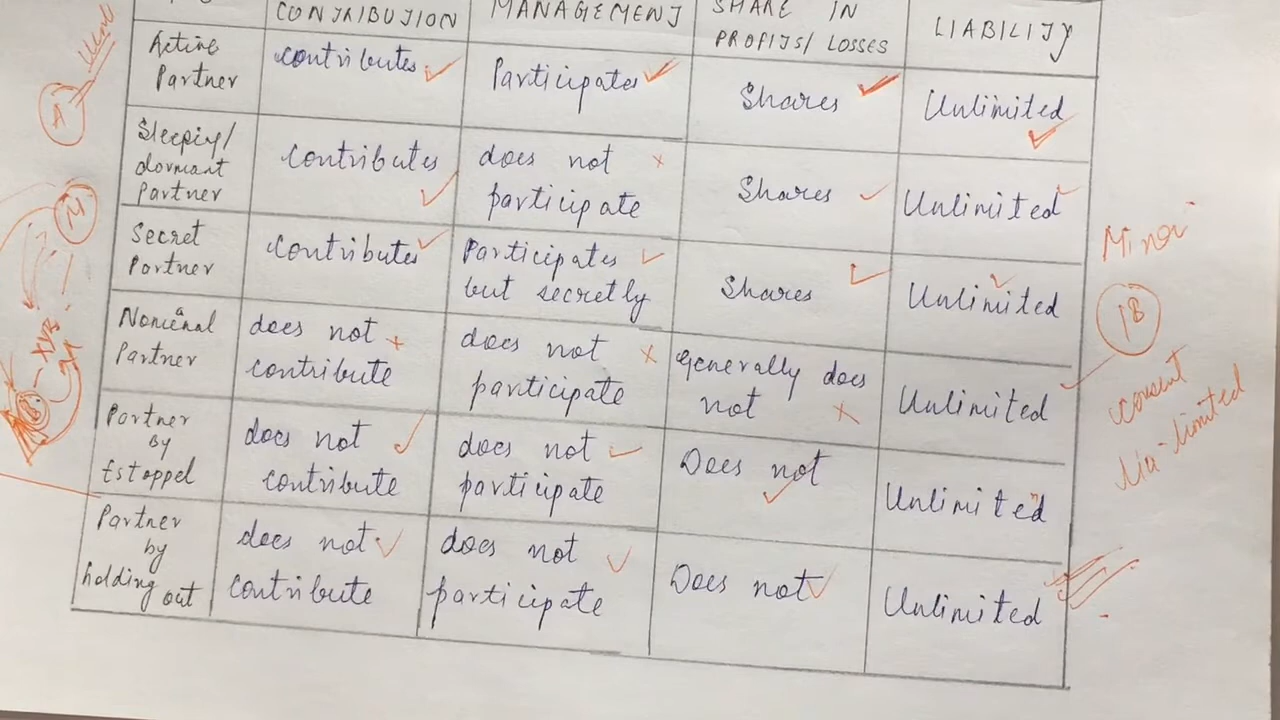 CONTRIBUTION
MANAGEMENT
SHARE IN
PROFITS/ LOSSES
LIABILITY
Active
Partner
contributes
Participates
Shares
Unlimited
Sleeping/
dormant
Partner
contributes
does not
participate
Shares
Unlimited
Secret
Partner
contributes
Participates
but secretly
Shares
Unlimited
Nominal
Partner
does not
contribute
does not
participate
generally does
not
Unlimited
Partner
By
Estoppel
does not
contribute
does not
participate
Does not
Unlimited
Partner
by
holding out
does not
contribute
does not
participate
Does not
Unlimited
A
M
B
XYZ
Minor
18
consent
limited